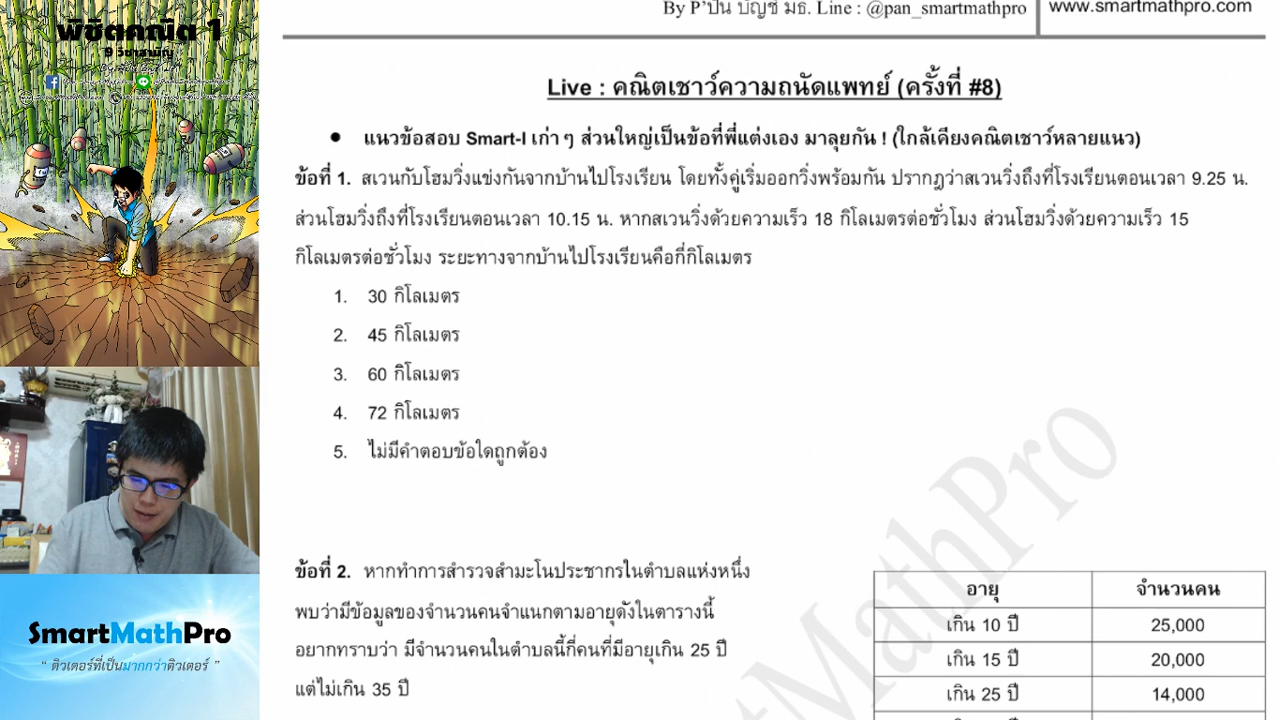 พิชิตคณิต 1
9 วิชาสามัญ
SmartMathPro
“ ติวเตอร์ที่เป็นมากกว่าติวเตอร์ ”
By P’ปั้น บัญชี มธ. Line : @pan_smartmathpro
www.smartmathpro.com
Live : คณิตเชาว์ความถนัดแพทย์ (ครั้งที่ #8)
● แนวข้อสอบ Smart-I เก่า ๆ ส่วนใหญ่เป็นข้อที่พี่แต่งเอง มาลุยกัน ! (ใกล้เคียงคณิตเชาว์หลายแนว)
ข้อที่ 1. สเวนกับโฮมวิ่งแข่งกันจากบ้านไปโรงเรียน โดยทั้งคู่เริ่มออกวิ่งพร้อมกัน ปรากฎว่าสเวนวิ่งถึงที่โรงเรียนตอนเวลา 9.25 น.
ส่วนโฮมวิ่งถึงที่โรงเรียนตอนเวลา 10.15 น. หากสเวนวิ่งด้วยความเร็ว 18 กิโลเมตรต่อชั่วโมง ส่วนโฮมวิ่งด้วยความเร็ว 15
กิโลเมตรต่อชั่วโมง ระยะทางจากบ้านไปโรงเรียนคือกี่กิโลเมตร
1. 30 กิโลเมตร
2. 45 กิโลเมตร
3. 60 กิโลเมตร
4. 72 กิโลเมตร
5. ไม่มีคำตอบข้อใดถูกต้อง
ข้อที่ 2. หากทำการสำรวจสำมะโนประชากรในตำบลแห่งหนึ่ง
พบว่ามีข้อมูลของจำนวนคนจำแนกตามอายุดังในตารางนี้
อยากทราบว่า มีจำนวนคนในตำบลนี้กี่คนที่มีอายุเกิน 25 ปี
แต่ไม่เกิน 35 ปี
อายุ จำนวนคน
เกิน 10 ปี 25,000
เกิน 15 ปี 20,000
เกิน 25 ปี 14,000
rtMathPro